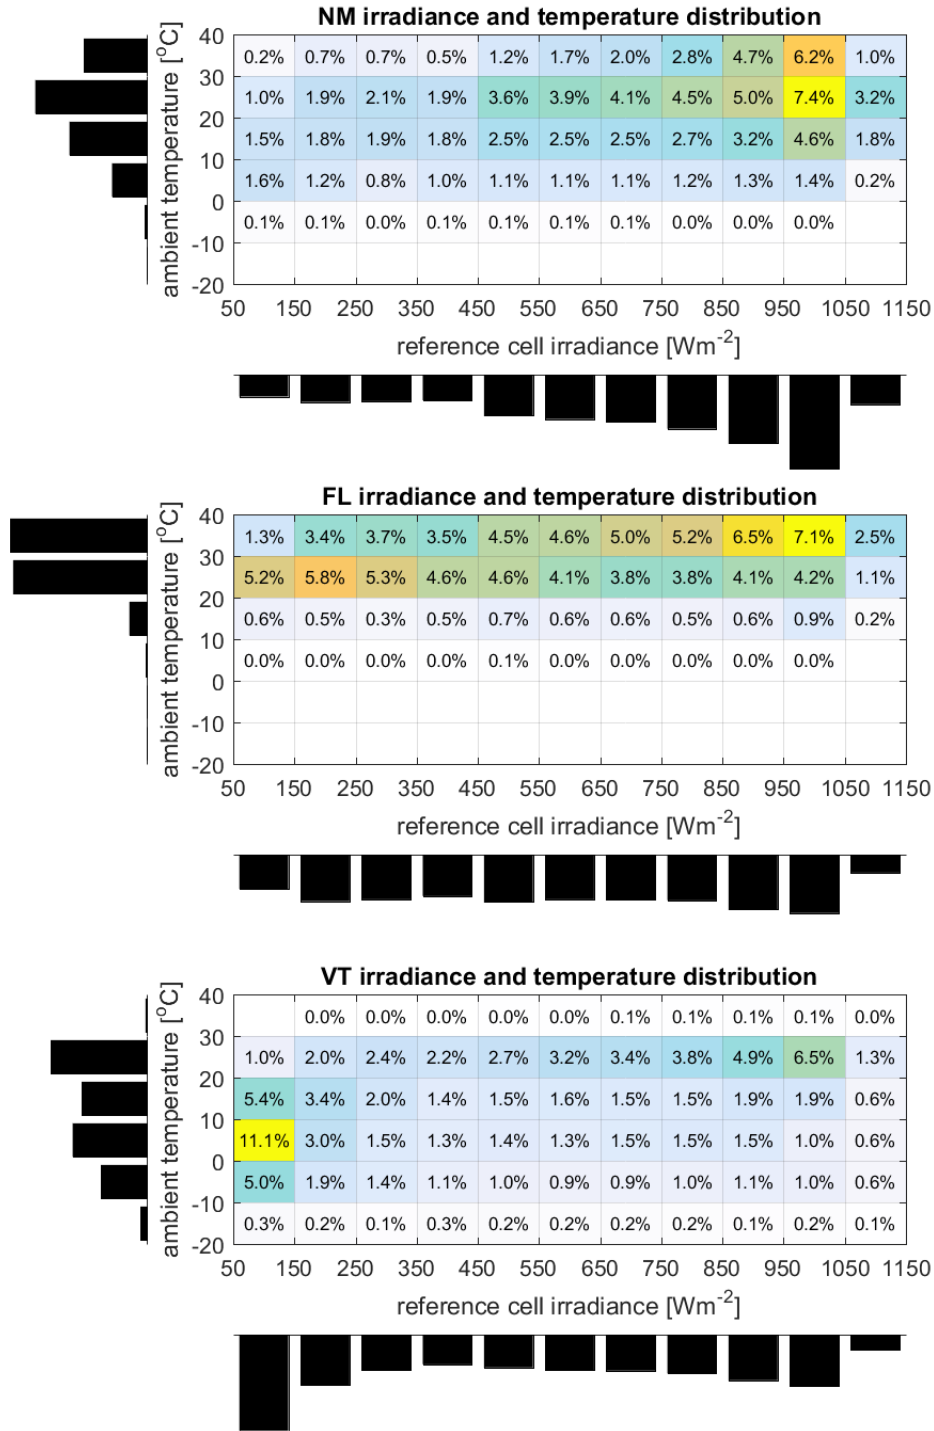 NM irradiance and temperature distribution
ambient temperature [°C]
40
0.2% 0.7% 0.7% 0.5% 1.2% 1.7% 2.0% 2.8% 4.7% 6.2% 1.0%
30
1.0% 1.9% 2.1% 1.9% 3.6% 3.9% 4.1% 4.5% 5.0% 7.4% 3.2%
20
1.5% 1.8% 1.9% 1.8% 2.5% 2.5% 2.5% 2.7% 3.2% 4.6% 1.8%
10
1.6% 1.2% 0.8% 1.0% 1.1% 1.1% 1.1% 1.2% 1.3% 1.4% 0.2%
0
0.1% 0.1% 0.0% 0.1% 0.1% 0.1% 0.1% 0.0% 0.0% 0.0%
-10
-20
50 150 250 350 450 550 650 750 850 950 1050 1150
reference cell irradiance [Wm-2]
FL irradiance and temperature distribution
ambient temperature [°C]
40
1.3% 3.4% 3.7% 3.5% 4.5% 4.6% 5.0% 5.2% 6.5% 7.1% 2.5%
30
5.2% 5.8% 5.3% 4.6% 4.6% 4.1% 3.8% 3.8% 4.1% 4.2% 1.1%
20
0.6% 0.5% 0.3% 0.5% 0.7% 0.6% 0.6% 0.5% 0.6% 0.9% 0.2%
10
0.0% 0.0% 0.0% 0.0% 0.1% 0.0% 0.0% 0.0% 0.0% 0.0%
0
-10
-20
50 150 250 350 450 550 650 750 850 950 1050 1150
reference cell irradiance [Wm-2]
VT irradiance and temperature distribution
ambient temperature [°C]
40
0.0% 0.0% 0.0% 0.0% 0.0% 0.1% 0.1% 0.1% 0.1% 0.0%
30
1.0% 2.0% 2.4% 2.2% 2.7% 3.2% 3.4% 3.8% 4.9% 6.5% 1.3%
20
5.4% 3.4% 2.0% 1.4% 1.5% 1.6% 1.5% 1.5% 1.9% 1.9% 0.6%
10
11.1% 3.0% 1.5% 1.3% 1.4% 1.3% 1.5% 1.5% 1.5% 1.0% 0.6%
0
5.0% 1.9% 1.4% 1.1% 1.0% 0.9% 0.9% 1.0% 1.1% 1.0% 0.6%
-10
0.3% 0.2% 0.1% 0.3% 0.2% 0.2% 0.2% 0.2% 0.1% 0.2% 0.1%
-20
50 150 250 350 450 550 650 750 850 950 1050 1150
reference cell irradiance [Wm-2]